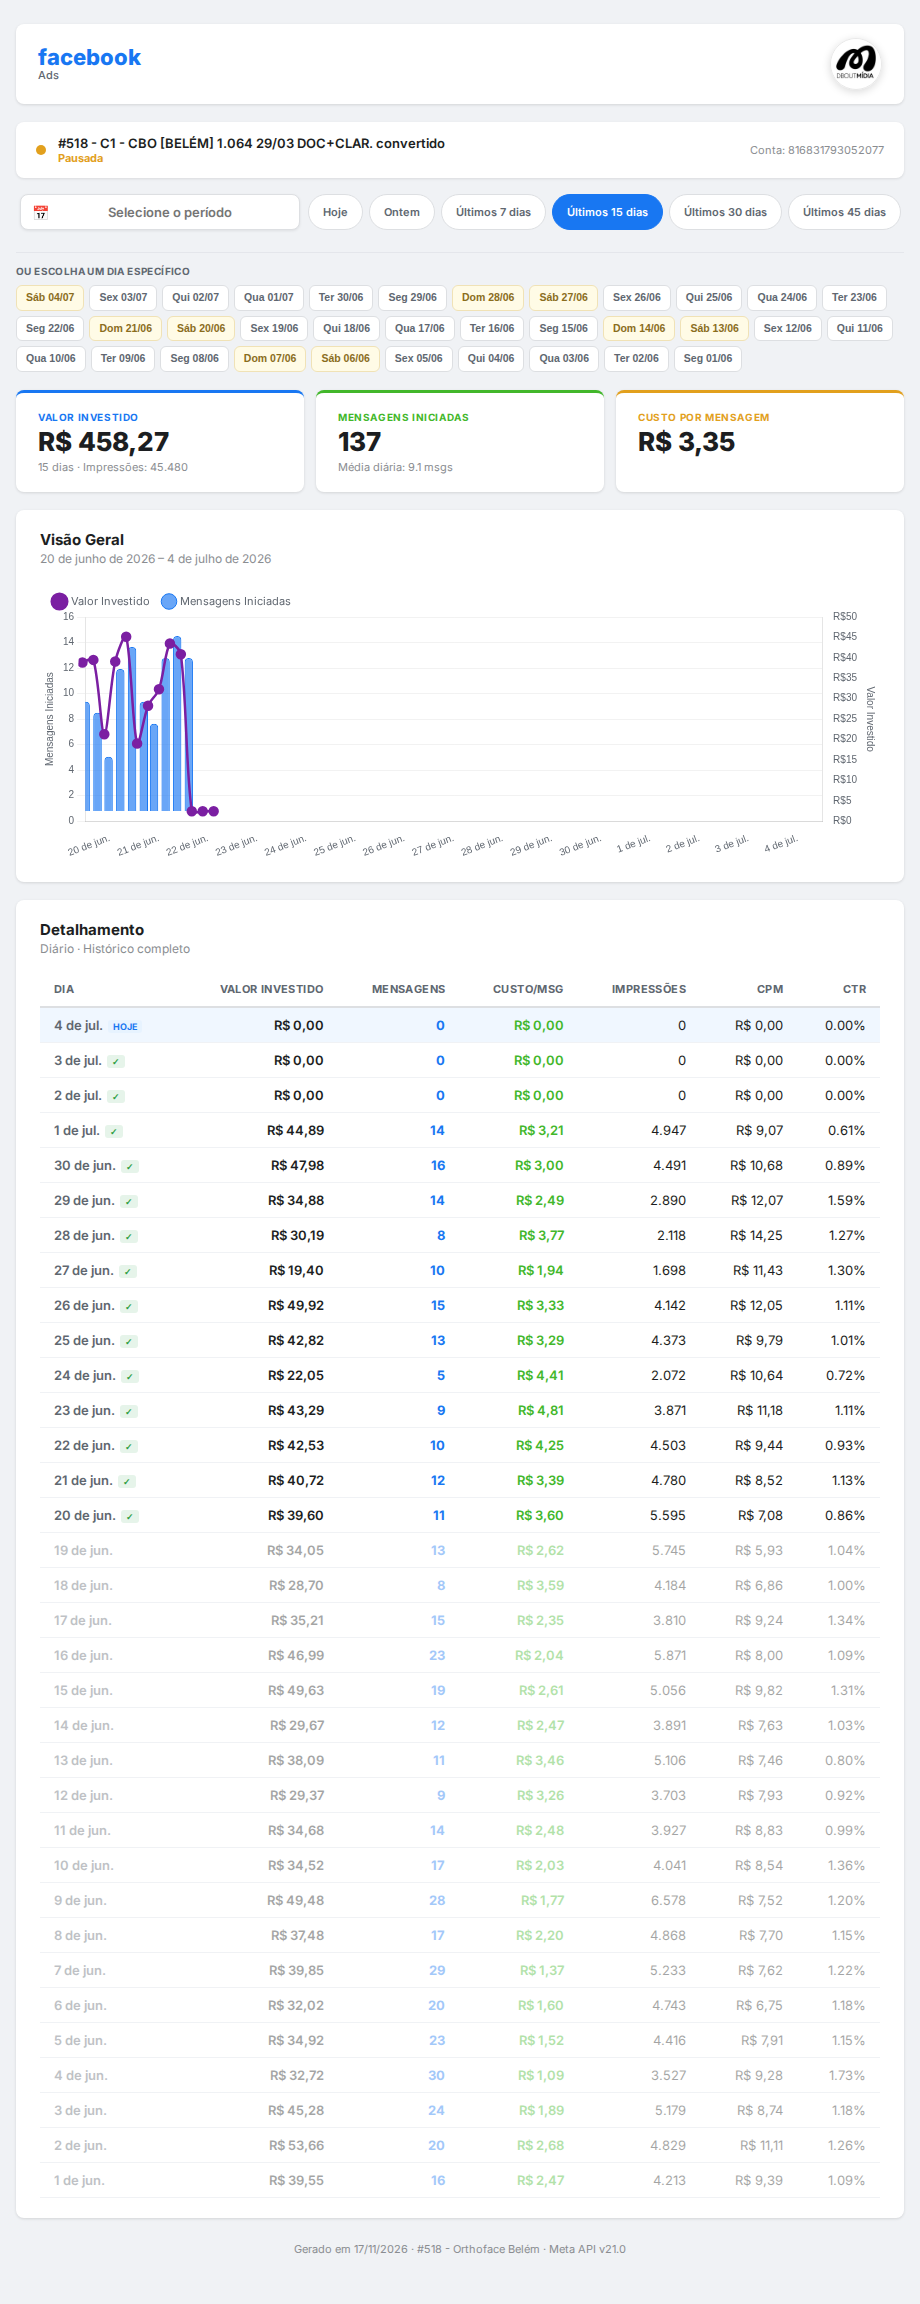 facebook
Ads
DBOUTMÍDIA
#518 - C1 - CBO [BELÉM] 1.064 29/03 DOC+CLAR. convertido
Pausada
Conta: 816831793052077
📅 Selecione o período
Hoje
Ontem
Últimos 7 dias
Últimos 15 dias
Últimos 30 dias
Últimos 45 dias
OU ESCOLHA UM DIA ESPECÍFICO
Sáb 04/07 Sex 03/07 Qui 02/07 Qua 01/07 Ter 30/06 Seg 29/06 Dom 28/06 Sáb 27/06 Sex 26/06 Qui 25/06 Qua 24/06 Ter 23/06
Seg 22/06 Dom 21/06 Sáb 20/06 Sex 19/06 Qui 18/06 Qua 17/06 Ter 16/06 Seg 15/06 Dom 14/06 Sáb 13/06 Sex 12/06 Qui 11/06
Qua 10/06 Ter 09/06 Seg 08/06 Dom 07/06 Sáb 06/06 Sex 05/06 Qui 04/06 Qua 03/06 Ter 02/06 Seg 01/06
VALOR INVESTIDO
R$ 458,27
15 dias · Impressões: 45.480
MENSAGENS INICIADAS
137
Média diária: 9.1 msgs
CUSTO POR MENSAGEM
R$ 3,35
Visão Geral
20 de junho de 2026 – 4 de julho de 2026
Valor Investido Mensagens Iniciadas
Mensagens Iniciadas
16
14
12
10
8
6
4
2
0
R$50
R$45
R$40
R$35
R$30
R$25
R$20
R$15
R$10
R$5
R$0
Valor Investido
20 de jun. 21 de jun. 22 de jun. 23 de jun. 24 de jun. 25 de jun. 26 de jun. 27 de jun. 28 de jun. 29 de jun. 30 de jun. 1 de jul. 2 de jul. 3 de jul. 4 de jul.
Detalhamento
Diário · Histórico completo
DIA VALOR INVESTIDO MENSAGENS CUSTO/MSG IMPRESSÕES CPM CTR
4 de jul. HOJE R$ 0,00 0 R$ 0,00 0 R$ 0,00 0.00%
3 de jul. ✓ R$ 0,00 0 R$ 0,00 0 R$ 0,00 0.00%
2 de jul. ✓ R$ 0,00 0 R$ 0,00 0 R$ 0,00 0.00%
1 de jul. ✓ R$ 44,89 14 R$ 3,21 4.947 R$ 9,07 0.61%
30 de jun. ✓ R$ 47,98 16 R$ 3,00 4.491 R$ 10,68 0.89%
29 de jun. ✓ R$ 34,88 14 R$ 2,49 2.890 R$ 12,07 1.59%
28 de jun. ✓ R$ 30,19 8 R$ 3,77 2.118 R$ 14,25 1.27%
27 de jun. ✓ R$ 19,40 10 R$ 1,94 1.698 R$ 11,43 1.30%
26 de jun. ✓ R$ 49,92 15 R$ 3,33 4.142 R$ 12,05 1.11%
25 de jun. ✓ R$ 42,82 13 R$ 3,29 4.373 R$ 9,79 1.01%
24 de jun. ✓ R$ 22,05 5 R$ 4,41 2.072 R$ 10,64 0.72%
23 de jun. ✓ R$ 43,29 9 R$ 4,81 3.871 R$ 11,18 1.11%
22 de jun. ✓ R$ 42,53 10 R$ 4,25 4.503 R$ 9,44 0.93%
21 de jun. ✓ R$ 40,72 12 R$ 3,39 4.780 R$ 8,52 1.13%
20 de jun. ✓ R$ 39,60 11 R$ 3,60 5.595 R$ 7,08 0.86%
19 de jun. R$ 34,05 13 R$ 2,62 5.745 R$ 5,93 1.04%
18 de jun. R$ 28,70 8 R$ 3,59 4.184 R$ 6,86 1.00%
17 de jun. R$ 35,21 15 R$ 2,35 3.810 R$ 9,24 1.34%
16 de jun. R$ 46,99 23 R$ 2,04 5.871 R$ 8,00 1.09%
15 de jun. R$ 49,63 19 R$ 2,61 5.056 R$ 9,82 1.31%
14 de jun. R$ 29,67 12 R$ 2,47 3.891 R$ 7,63 1.03%
13 de jun. R$ 38,09 11 R$ 3,46 5.106 R$ 7,46 0.80%
12 de jun. R$ 29,37 9 R$ 3,26 3.703 R$ 7,93 0.92%
11 de jun. R$ 34,68 14 R$ 2,48 3.927 R$ 8,83 0.99%
10 de jun. R$ 34,52 17 R$ 2,03 4.041 R$ 8,54 1.36%
9 de jun. R$ 49,48 28 R$ 1,77 6.578 R$ 7,52 1.20%
8 de jun. R$ 37,48 17 R$ 2,20 4.868 R$ 7,70 1.15%
7 de jun. R$ 39,85 29 R$ 1,37 5.233 R$ 7,62 1.22%
6 de jun. R$ 32,02 20 R$ 1,60 4.743 R$ 6,75 1.18%
5 de jun. R$ 34,92 23 R$ 1,52 4.416 R$ 7,91 1.15%
4 de jun. R$ 32,72 30 R$ 1,09 3.527 R$ 9,28 1.73%
3 de jun. R$ 45,28 24 R$ 1,89 5.179 R$ 8,74 1.18%
2 de jun. R$ 53,66 20 R$ 2,68 4.829 R$ 11,11 1.26%
1 de jun. R$ 39,55 16 R$ 2,47 4.213 R$ 9,39 1.09%
Gerado em 17/11/2026 · #518 - Orthoface Belém · Meta API v21.0